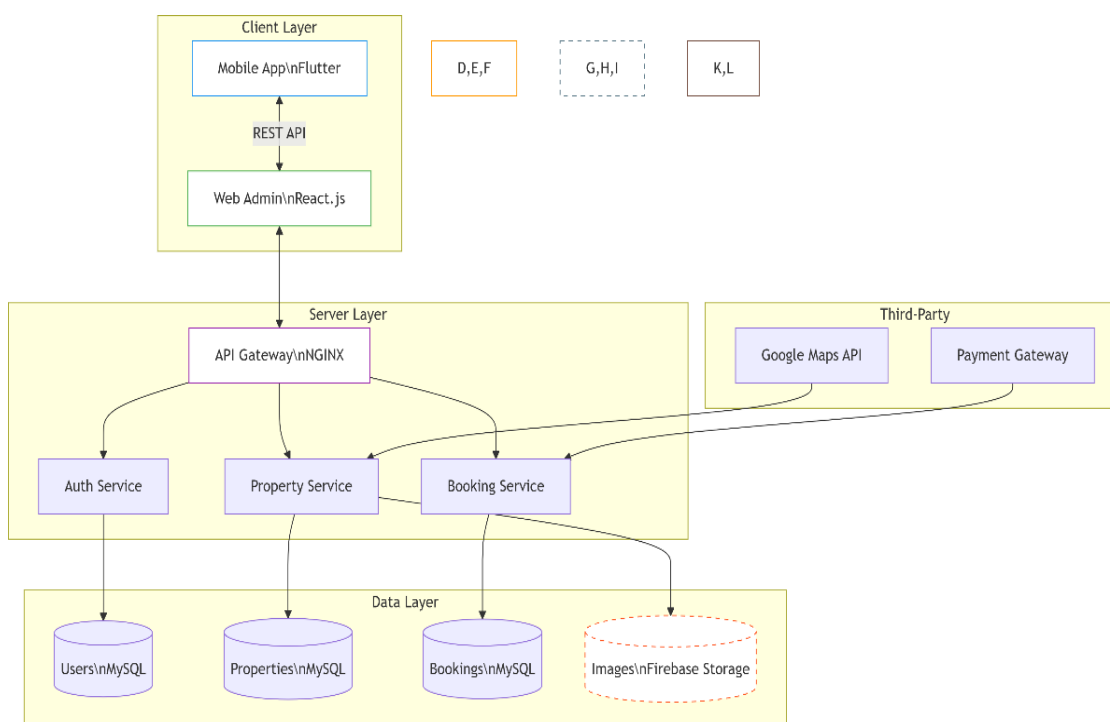 Client Layer
Mobile App\nFlutter
D,E,F
G,H,I
K,L
REST API
Web Admin\nReact.js
Server Layer
Third-Party
API Gateway\nNGINX
Google Maps API
Payment Gateway
Auth Service
Property Service
Booking Service
Data Layer
Users\nMySQL
Properties\nMySQL
Bookings\nMySQL
Images\nFirebase Storage